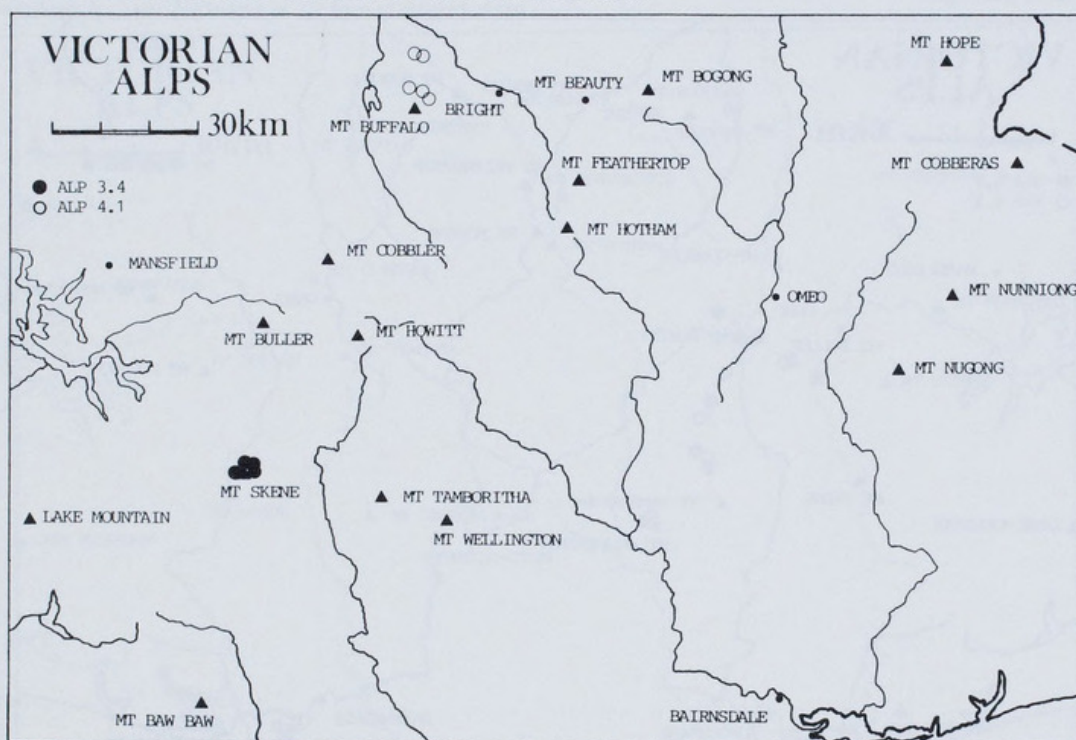 VICTORIAN
ALPS
30km
ALP 3.4
ALP 4.1
MT HOPE
MT BEAUTY
MT BOGONG
BRIGHT
MT BUFFALO
MT FEATHERTOP
MT COBBERAS
MT HOTHAM
MT COBBLER
MANSFIELD
OMEO
MT NUNNIONG
MT BULLER
MT HOWITT
MT NUGONG
MT SKENE
MT TAMBORITHA
LAKE MOUNTAIN
MT WELLINGTON
MT BAW BAW
BAIRNSDALE